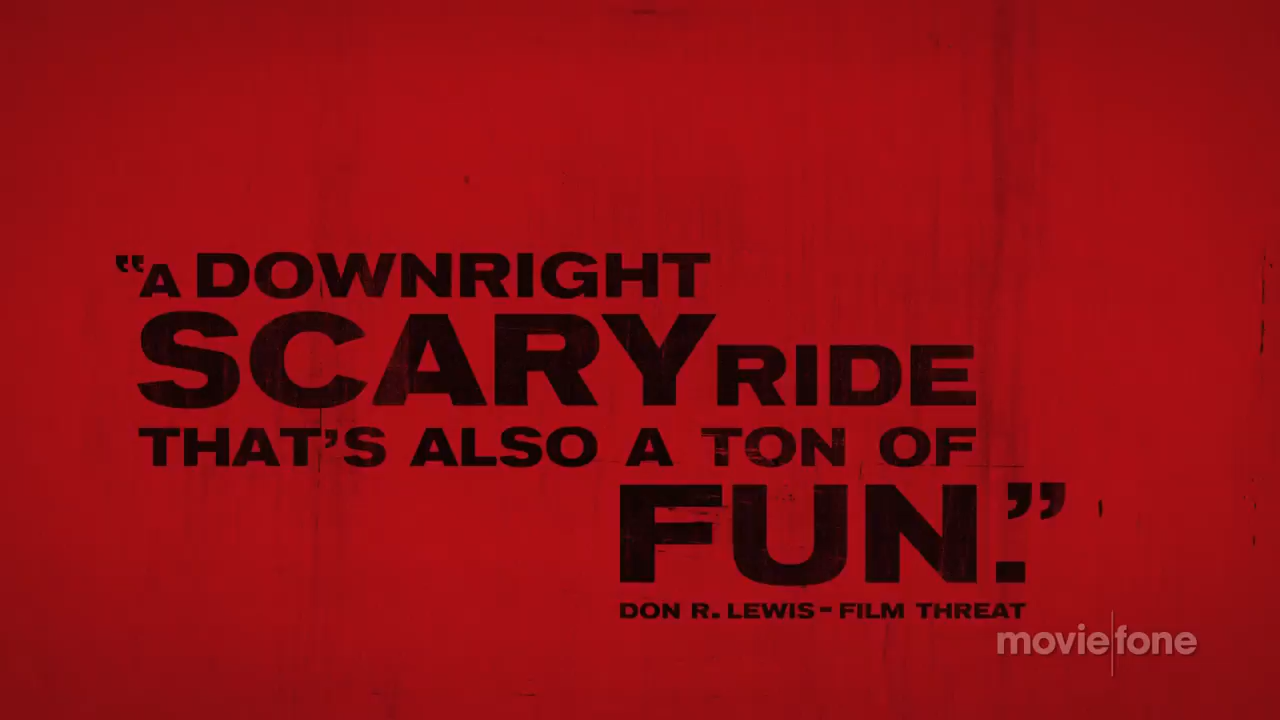 “A DOWNRIGHT
SCARY RIDE
THAT’S ALSO A TON OF
FUN.”
DON R. LEWIS - FILM THREAT
moviefone